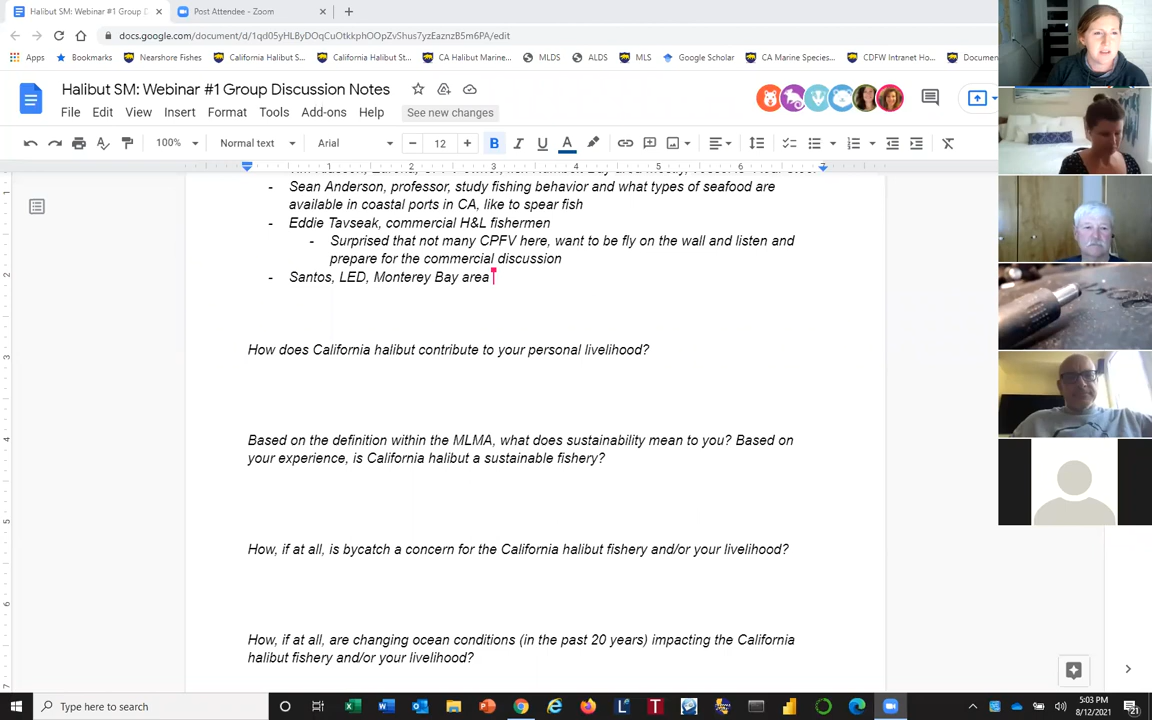 Halibut SM: Webinar #1 Group D
Post Attendee - Zoom
docs.google.com/document/d/1qd05yHL8yDOqCuOtkkphOOpZvShus7yzEaznzB5m6PA/edit
Apps
Bookmarks
Nearshore Fishes
California Halibut S...
California Halibut St...
CA Halibut Marine...
MLDS
ALDS
MLS
Google Scholar
CA Marine Species...
CDFW Intranet Ho...
Documen
Halibut SM: Webinar #1 Group Discussion Notes
File Edit View Insert Format Tools Add-ons Help
See new changes
100%
Normal text
Arial
12
- Sean Anderson, professor, study fishing behavior and what types of seafood are
available in coastal ports in CA, like to spear fish
- Eddie Tavseak, commercial H&L fishermen
- Surprised that not many CPFV here, want to be fly on the wall and listen and
prepare for the commercial discussion
- Santos, LED, Monterey Bay area
How does California halibut contribute to your personal livelihood?
Based on the definition within the MLMA, what does sustainability mean to you? Based on
your experience, is California halibut a sustainable fishery?
How, if at all, is bycatch a concern for the California halibut fishery and/or your livelihood?
How, if at all, are changing ocean conditions (in the past 20 years) impacting the California
halibut fishery and/or your livelihood?
Type here to search
5:03 PM
8/12/2021
21